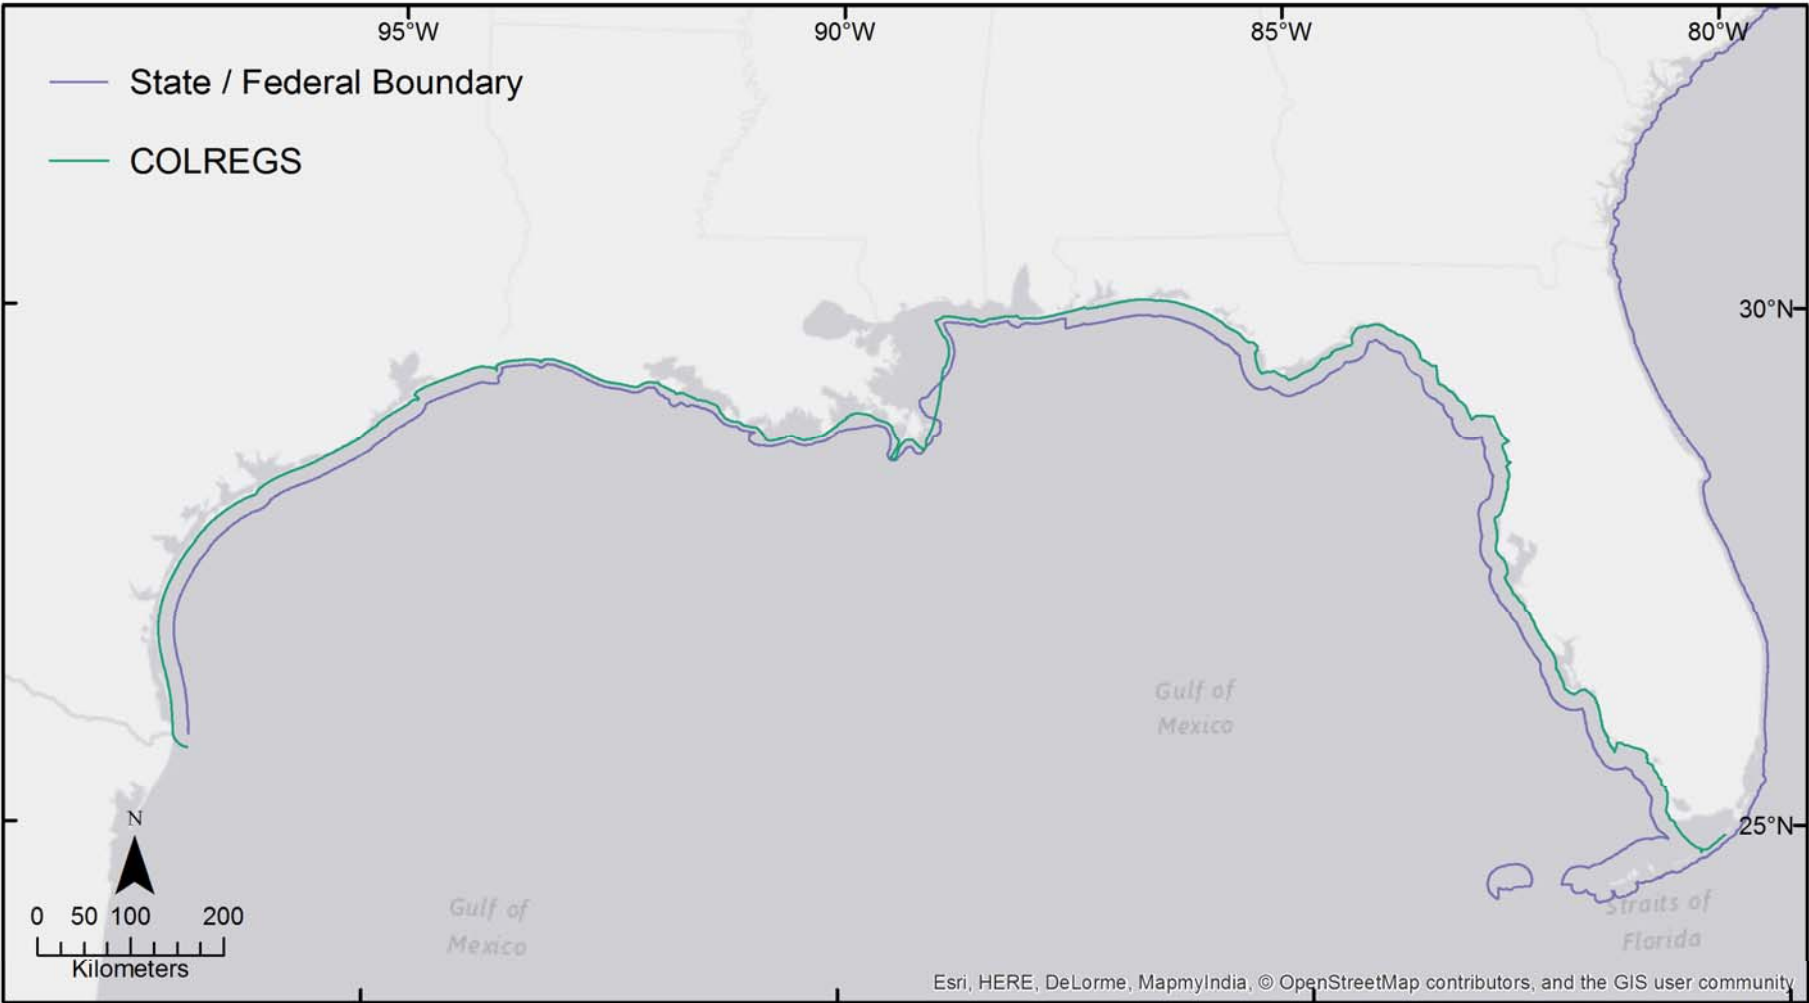 95°W 90°W 85°W 80°W
State / Federal Boundary
COLREGS
30°N
Gulf of
Mexico
25°N
N
0 50 100 200
Kilometers
Gulf of
Mexico
Straits of
Florida
Esri, HERE, DeLorme, MapmyIndia, © OpenStreetMap contributors, and the GIS user community